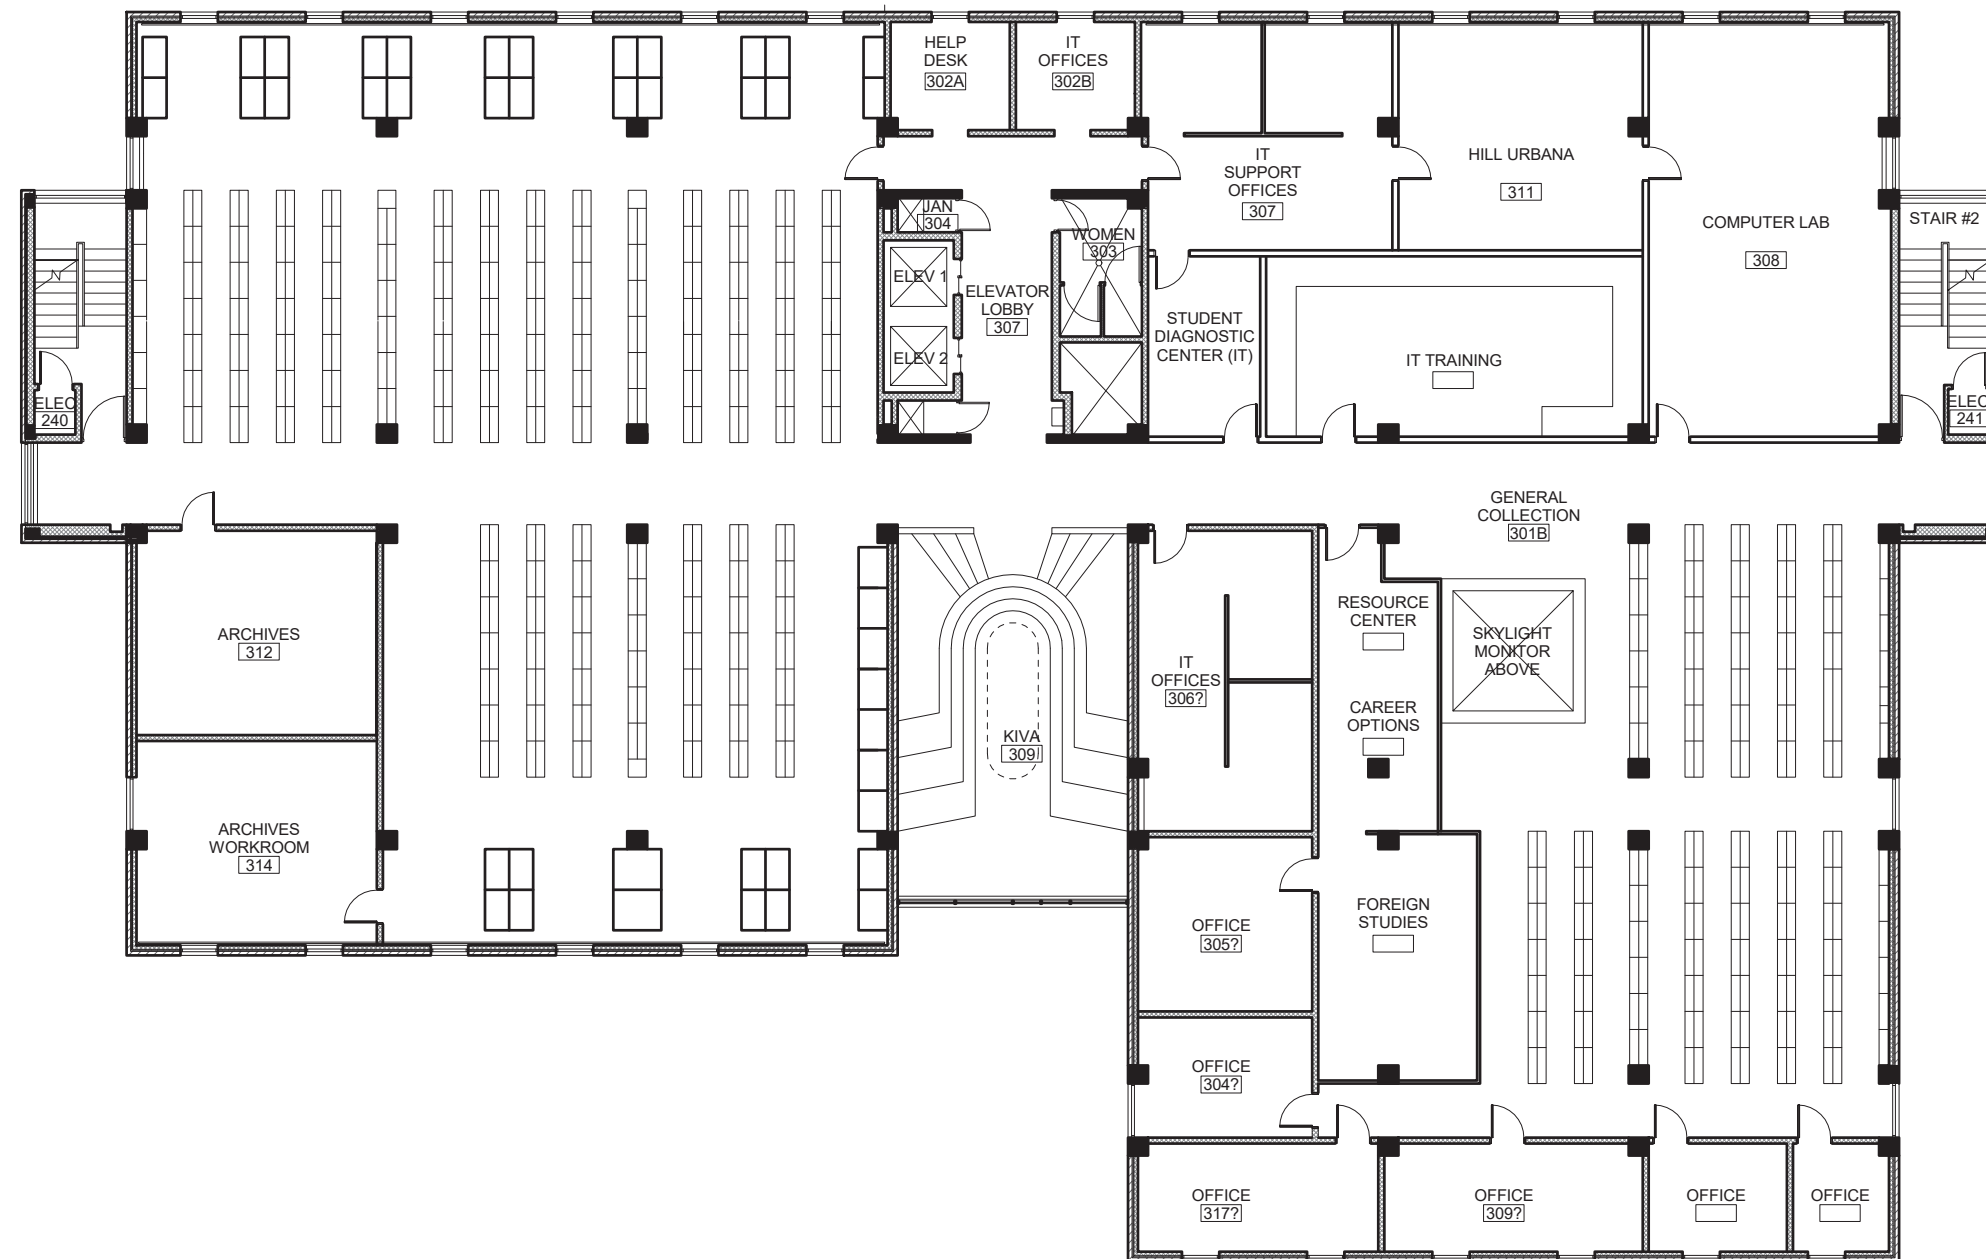 HELP
DESK
302A
IT
OFFICES
302B
IT
SUPPORT
OFFICES
307
HILL URBANA
311
COMPUTER LAB
308
STAIR #2
JAN
304
WOMEN
303
ELEV 1
ELEV 2
ELEVATOR
LOBBY
307
STUDENT
DIAGNOSTIC
CENTER (IT)
IT TRAINING
ELEC
240
ELEC
241
N
N
GENERAL
COLLECTION
301B
ARCHIVES
312
ARCHIVES
WORKROOM
314
KIVA
309
IT
OFFICES
306?
RESOURCE
CENTER
CAREER
OPTIONS
SKYLIGHT
MONITOR
ABOVE
FOREIGN
STUDIES
OFFICE
305?
OFFICE
304?
OFFICE
317?
OFFICE
309?
OFFICE
OFFICE